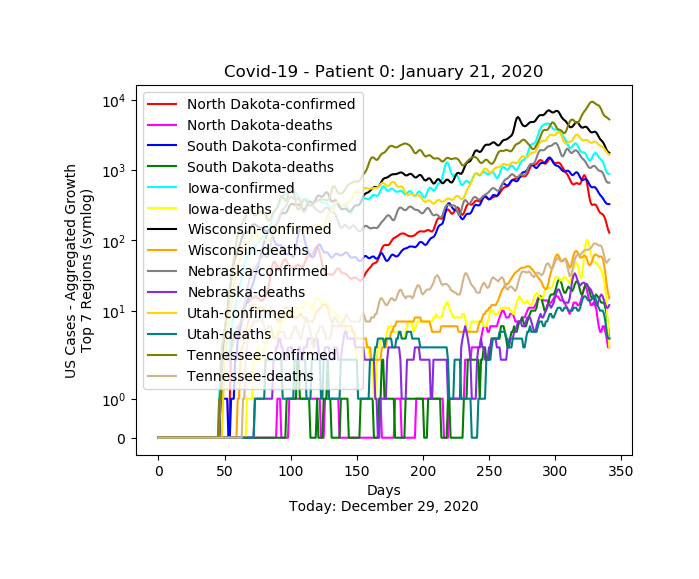 Covid-19 - Patient 0: January 21, 2020
US Cases - Aggregated Growth
Top 7 Regions (symlog)
10^4
10^3
10^2
10^1
10^0
0
North Dakota-confirmed
North Dakota-deaths
South Dakota-confirmed
South Dakota-deaths
Iowa-confirmed
Iowa-deaths
Wisconsin-confirmed
Wisconsin-deaths
Nebraska-confirmed
Nebraska-deaths
Utah-confirmed
Utah-deaths
Tennessee-confirmed
Tennessee-deaths
0 50 100 150 200 250 300 350
Days
Today: December 29, 2020